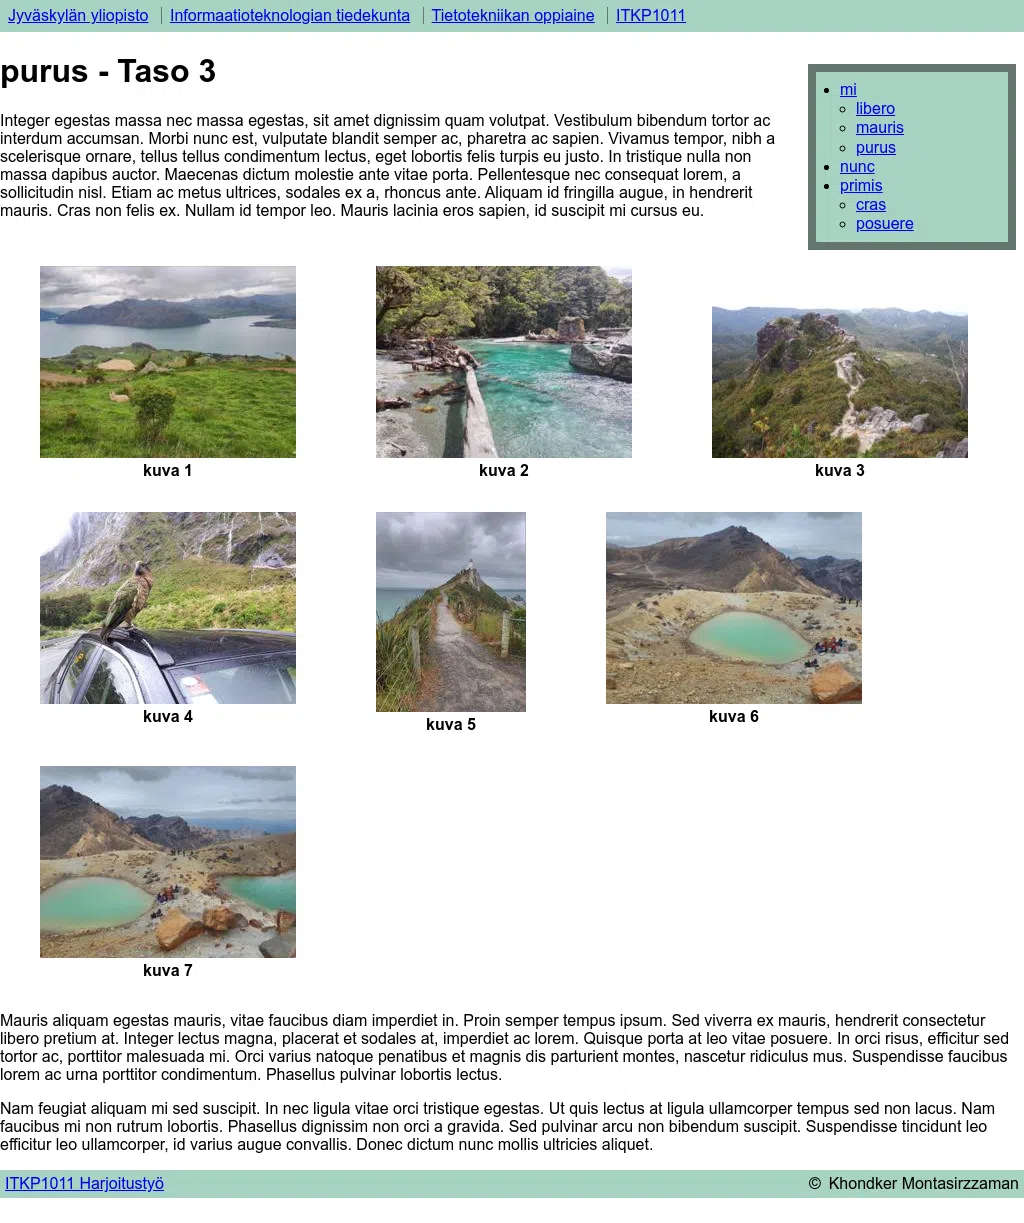 Jyväskylän yliopisto Informaatioteknologian tiedekunta Tietotekniikan oppiaine ITKP1011
purus - Taso 3
mi
libero
mauris
purus
nunc
primis
cras
posuere
Integer egestas massa nec massa egestas, sit amet dignissim quam volutpat. Vestibulum bibendum tortor ac
interdum accumsan. Morbi nunc est, vulputate blandit semper ac, pharetra ac sapien. Vivamus tempor, nibh a
scelerisque ornare, tellus tellus condimentum lectus, eget lobortis felis turpis eu justo. In tristique nulla non
massa dapibus auctor. Maecenas dictum molestie ante vitae porta. Pellentesque nec consequat lorem, a
sollicitudin nisl. Etiam ac metus ultrices, sodales ex a, rhoncus ante. Aliquam id fringilla augue, in hendrerit
mauris. Cras non felis ex. Nullam id tempor leo. Mauris lacinia eros sapien, id suscipit mi cursus eu.
kuva 1
kuva 2
kuva 3
kuva 4
kuva 5
kuva 6
kuva 7
Mauris aliquam egestas mauris, vitae faucibus diam imperdiet in. Proin semper tempus ipsum. Sed viverra ex mauris, hendrerit consectetur
libero pretium at. Integer lectus magna, placerat et sodales at, imperdiet ac lorem. Quisque porta at leo vitae posuere. In orci risus, efficitur sed
tortor ac, porttitor malesuada mi. Orci varius natoque penatibus et magnis dis parturient montes, nascetur ridiculus mus. Suspendisse faucibus
lorem ac urna porttitor condimentum. Phasellus pulvinar lobortis lectus.
Nam feugiat aliquam mi sed suscipit. In nec ligula vitae orci tristique egestas. Ut quis lectus at ligula ullamcorper tempus sed non lacus. Nam
faucibus mi non rutrum lobortis. Phasellus dignissim non orci a gravida. Sed pulvinar arcu non bibendum suscipit. Suspendisse tincidunt leo
efficitur leo ullamcorper, id varius augue convallis. Donec dictum nunc mollis ultricies aliquet.
ITKP1011 Harjoitustyö
© Khondker Montasirzzaman